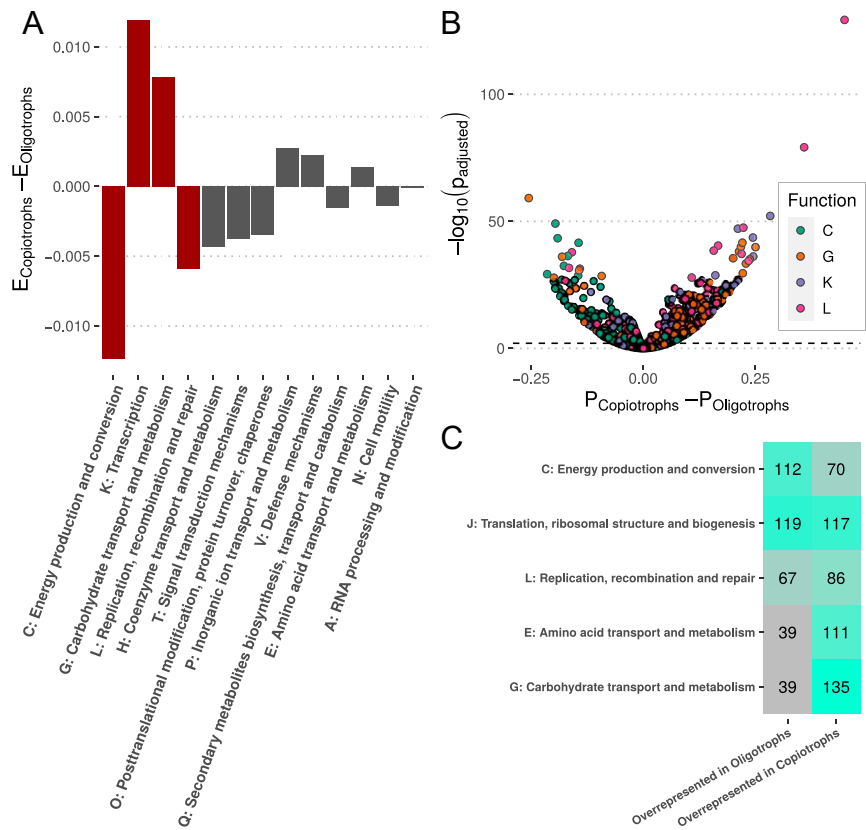 A
E Copiotrophs −E Oligotrophs
0.010
0.005
0.000
−0.005
−0.010
C: Energy production and conversion
K: Transcription
G: Carbohydrate transport and metabolism
L: Replication, recombination and repair
H: Coenzyme transport and metabolism
T: Signal transduction mechanisms
O: Posttranslational modification, protein turnover, chaperones
P: Inorganic ion transport and metabolism
V: Defense mechanisms
Q: Secondary metabolites biosynthesis, transport and catabolism
E: Amino acid transport and metabolism
N: Cell motility
A: RNA processing and modification
B
−log10(p adjusted)
100
50
0
−0.25
0.00
0.25
P Copiotrophs −P Oligotrophs
Function
C
G
K
L
C
C: Energy production and conversion 112 70
J: Translation, ribosomal structure and biogenesis 119 117
L: Replication, recombination and repair 67 86
E: Amino acid transport and metabolism 39 111
G: Carbohydrate transport and metabolism 39 135
Overrepresented in Oligotrophs
Overrepresented in Copiotrophs